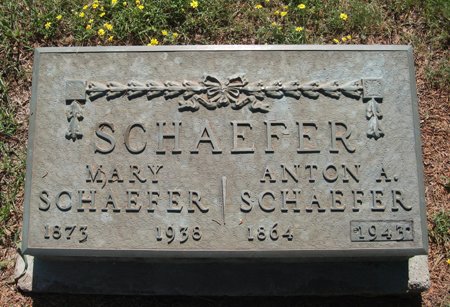 SCHAEFER
MARY ANTON A.
SCHAEFER SCHAEFER
1873 1938 1864 1943